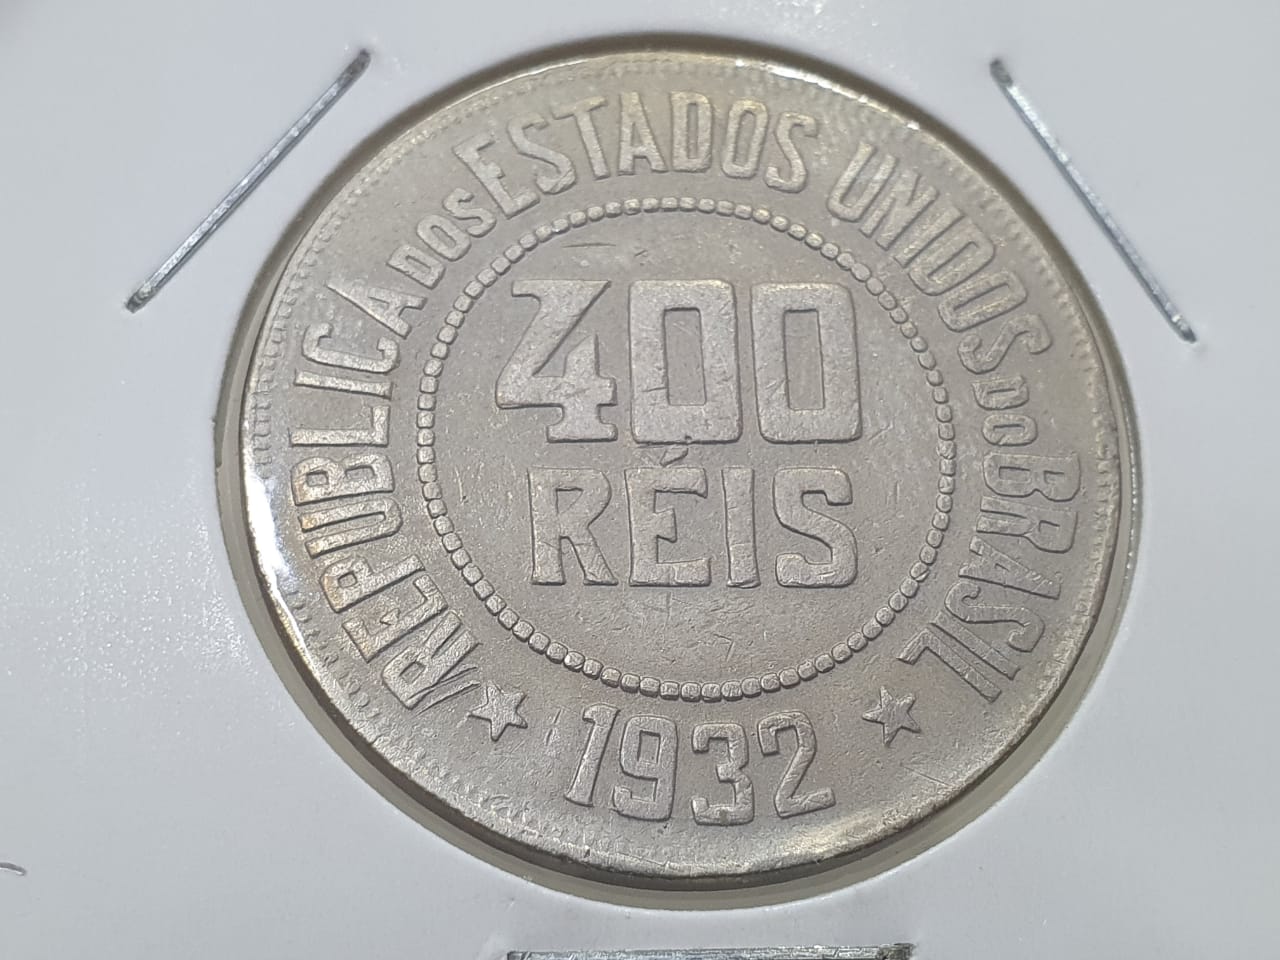 REPUBLICA DOS ESTADOS UNIDOS DO BRASIL
400
RÉIS
1932